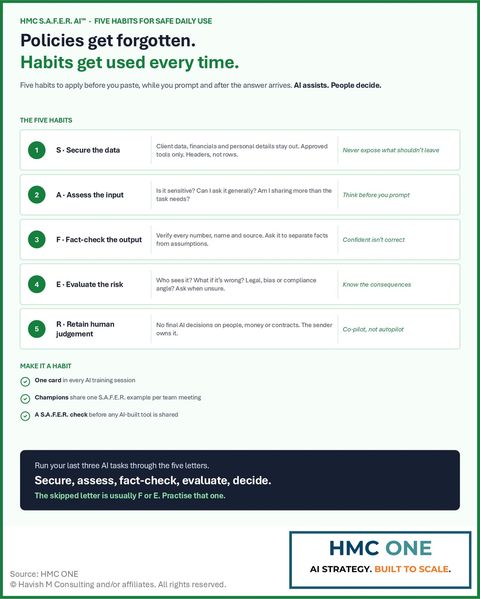 HMC S.A.F.E.R. AI™ · FIVE HABITS FOR SAFE DAILY USE
Policies get forgotten.
Habits get used every time.
Five habits to apply before you paste, while you prompt and after the answer arrives. AI assists. People decide.
THE FIVE HABITS
1
S · Secure the data
Client data, financials and personal details stay out. Approved
tools only. Headers, not rows.
Never expose what shouldn't leave
2
A · Assess the input
Is it sensitive? Can I ask it generally? Am I sharing more than the
task needs?
Think before you prompt
3
F · Fact-check the output
Verify every number, name and source. Ask it to separate facts
from assumptions.
Confident isn't correct
4
E · Evaluate the risk
Who sees it? What if it's wrong? Legal, bias or compliance
angle? Ask when unsure.
Know the consequences
5
R · Retain human
judgement
No final AI decisions on people, money or contracts. The sender
owns it.
Co-pilot, not autopilot
MAKE IT A HABIT
One card in every AI training session
Champions share one S.A.F.E.R. example per team meeting
A S.A.F.E.R. check before any AI-built tool is shared
Run your last three AI tasks through the five letters.
Secure, assess, fact-check, evaluate, decide.
The skipped letter is usually F or E. Practise that one.
HMC ONE
AI STRATEGY. BUILT TO SCALE.
Source: HMC ONE
© Havish M Consulting and/or affiliates. All rights reserved.